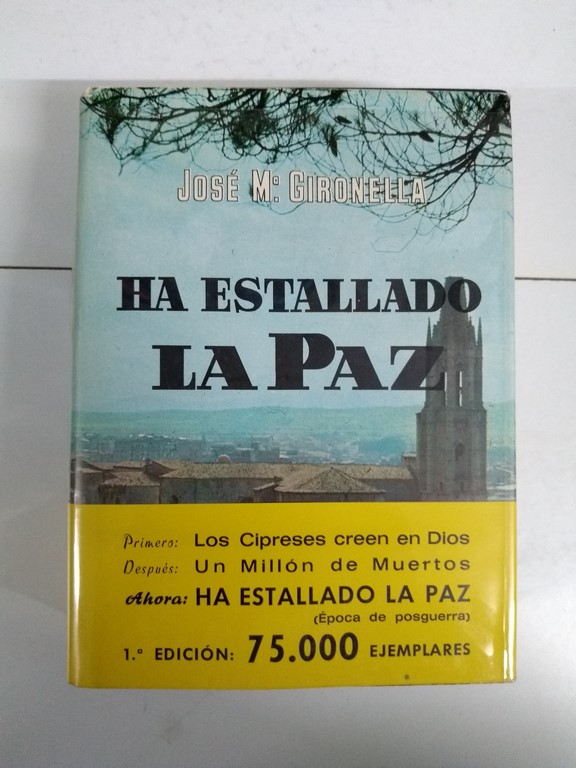 JOSÉ Mª. GIRONELLA
HA ESTALLADO
LA PAZ
Primero: Los Cipreses creen en Dios
Después: Un Millón de Muertos
Ahora: HA ESTALLADO LA PAZ
(Época de posguerra)
1.ª EDICIÓN: 75.000 EJEMPLARES